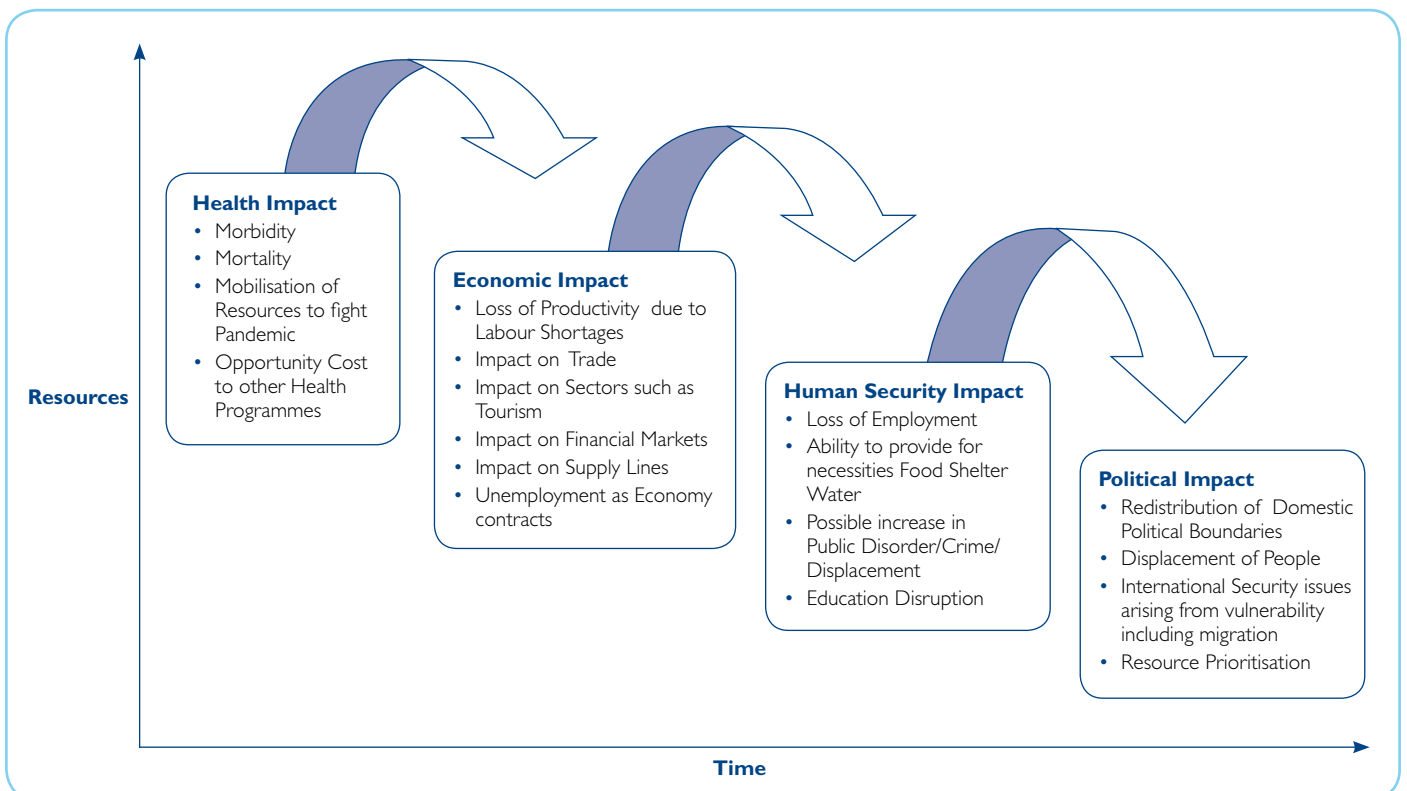 Health Impact
• Morbidity
• Mortality
• Mobilisation of
Resources to fight
Pandemic
• Opportunity Cost
to other Health
Programmes
Economic Impact
• Loss of Productivity due to
Labour Shortages
• Impact on Trade
• Impact on Sectors such as
Tourism
• Impact on Financial Markets
• Impact on Supply Lines
• Unemployment as Economy
contracts
Resources
Human Security Impact
• Loss of Employment
• Ability to provide for
necessities Food Shelter
Water
• Possible increase in
Public Disorder/Crime/
Displacement
• Education Disruption
Political Impact
• Redistribution of Domestic
Political Boundaries
• Displacement of People
• International Security issues
arising from vulnerability
including migration
• Resource Prioritisation
Time